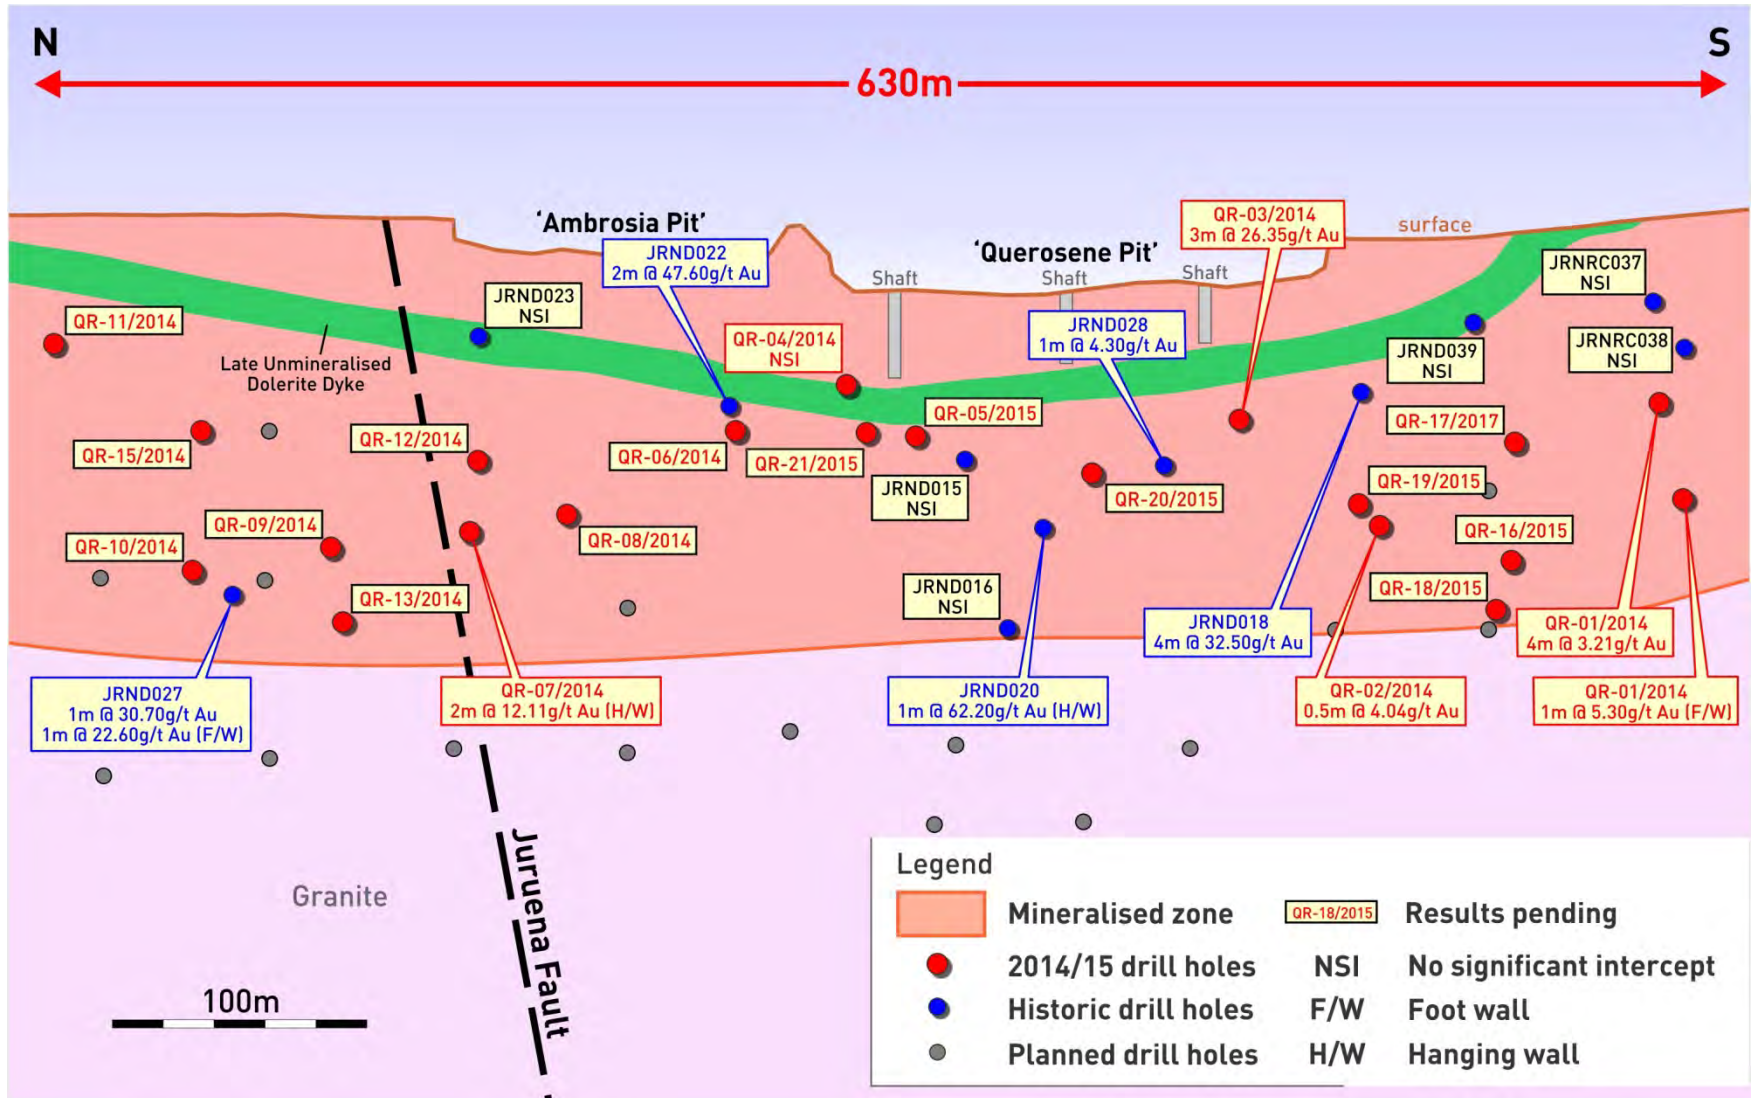 N
S
630m
'Ambrosia Pit'
JRND022
2m @ 47.60g/t Au
'Querosene Pit'
QR-03/2014
3m @ 26.35g/t Au
surface
Shaft
Shaft
Shaft
JRNRC037
NSI
JRND023
NSI
QR-11/2014
QR-04/2014
NSI
JRND028
1m @ 4.30g/t Au
JRND039
NSI
JRNRC038
NSI
Late Unmineralised
Dolerite Dyke
QR-05/2015
QR-17/2017
QR-15/2014
QR-12/2014
QR-06/2014
QR-21/2015
JRND015
NSI
QR-20/2015
QR-19/2015
QR-09/2014
QR-10/2014
QR-08/2014
QR-16/2015
QR-13/2014
JRND016
NSI
QR-18/2015
JRND018
4m @ 32.50g/t Au
QR-01/2014
4m @ 3.21g/t Au
JRND027
1m @ 30.70g/t Au
1m @ 22.60g/t Au (F/W)
QR-07/2014
2m @ 12.11g/t Au (H/W)
JRND020
1m @ 62.20g/t Au (H/W)
QR-02/2014
0.5m @ 4.04g/t Au
QR-01/2014
1m @ 5.30g/t Au (F/W)
Juruena Fault
Granite
100m
Legend
Mineralised zone
QR-18/2015
Results pending
2014/15 drill holes
NSI
No significant intercept
Historic drill holes
F/W
Foot wall
Planned drill holes
H/W
Hanging wall